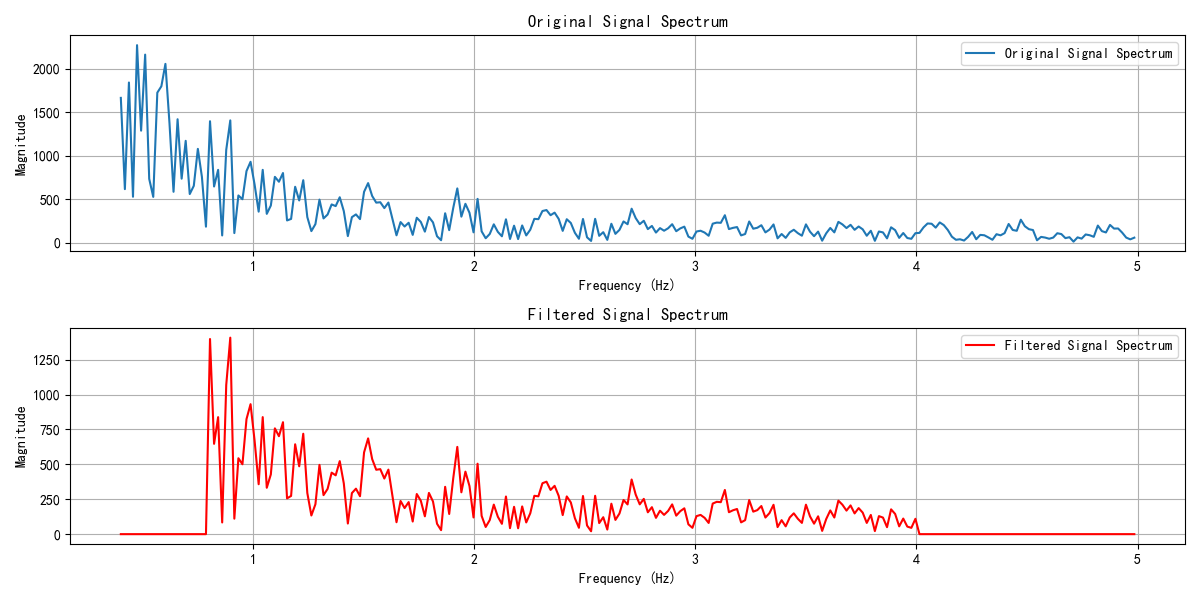 Original Signal Spectrum
Original Signal Spectrum
Magnitude
2000
1500
1000
500
0
1 2 3 4 5
Frequency (Hz)
Filtered Signal Spectrum
Filtered Signal Spectrum
Magnitude
1250
1000
750
500
250
0
1 2 3 4 5
Frequency (Hz)